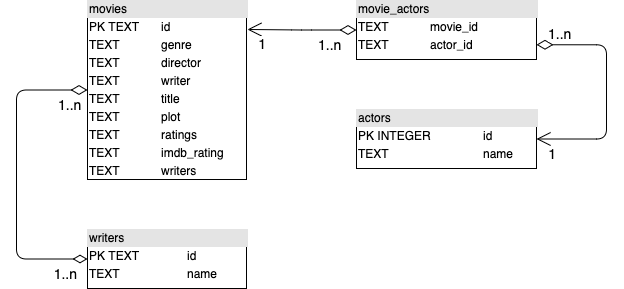 movies
PK TEXT id
TEXT genre
TEXT director
TEXT writer
TEXT title
TEXT plot
TEXT ratings
TEXT imdb_rating
TEXT writers
1..n
1
1..n
movie_actors
TEXT movie_id
TEXT actor_id
1..n
actors
PK INTEGER id
TEXT name
1
writers
PK TEXT id
TEXT name
1..n